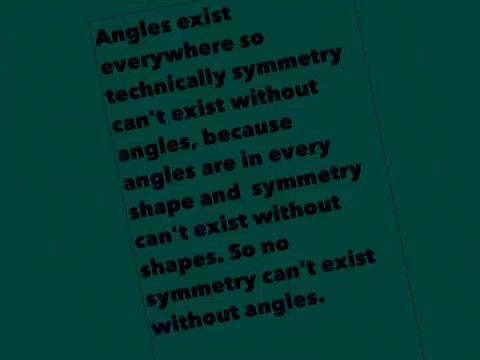 Angles exist
everywhere so
technically symmetry
can't exist without
angles, because
angles are in every
shape and  symmetry
can't exist without
shapes. So no
symmetry can't exist
without angles.